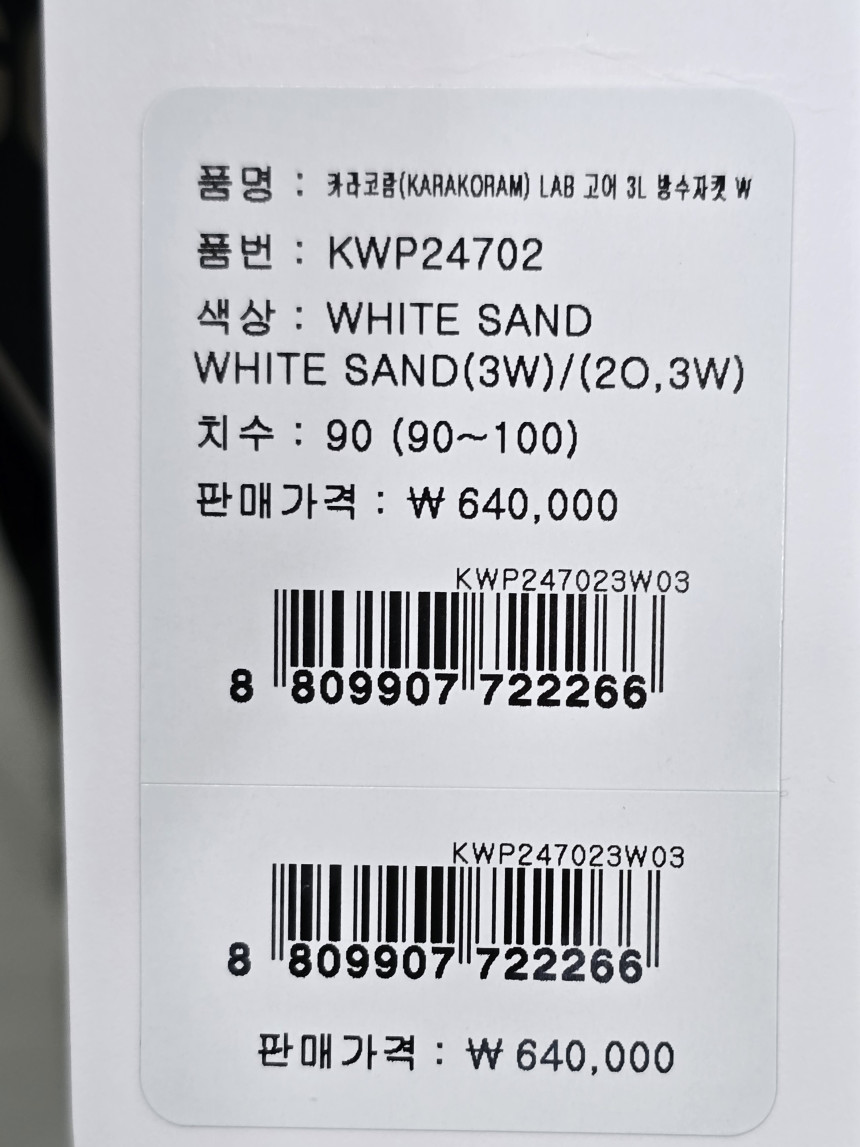 품명 : 카라코람(KARAKORAM) LAB 고어 3L 방수자켓 W
품번 : KWP24702
색상 : WHITE SAND
WHITE SAND(3W)/(2O,3W)
치수 : 90 (90~100)
판매가격 : ₩ 640,000
KWP247023W03
8 809907 722266
KWP247023W03
8 809907 722266
판매가격 : ₩ 640,000